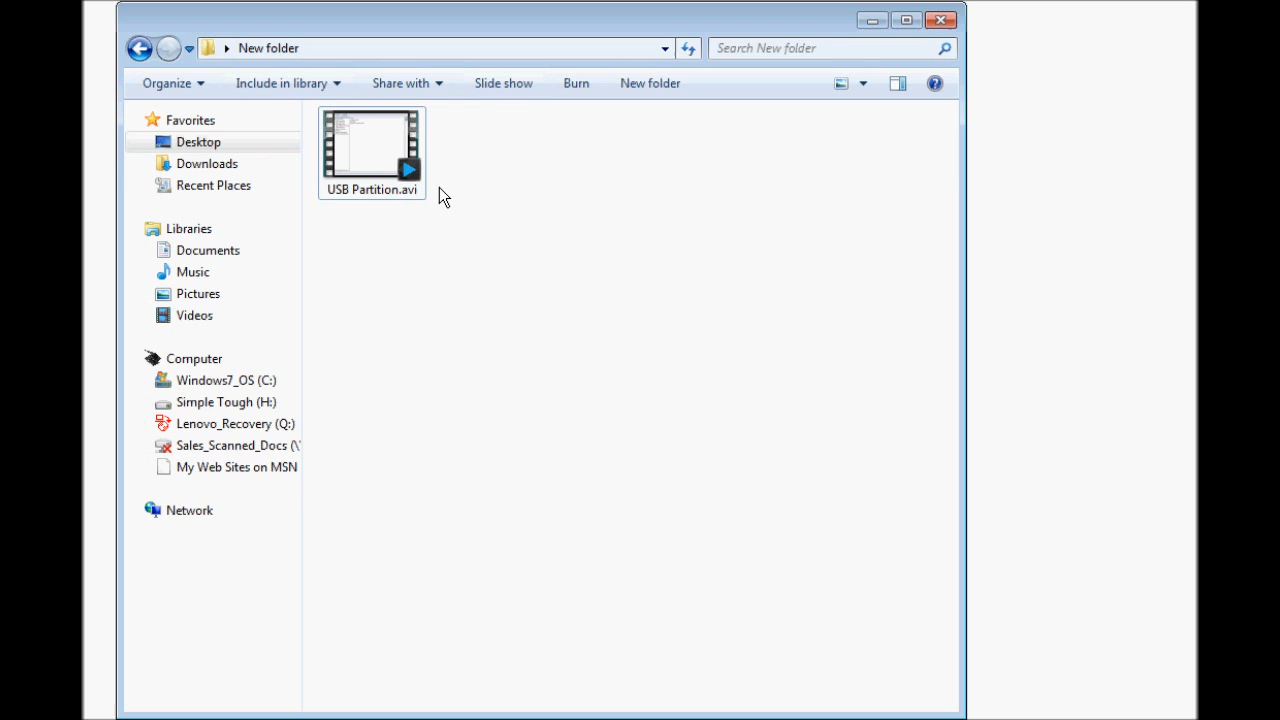 New folder
Search New folder
Organize Include in library Share with Slide show Burn New folder
Favorites
Desktop
Downloads
Recent Places
Libraries
Documents
Music
Pictures
Videos
Computer
Windows7_OS (C:)
Simple Tough (H:)
Lenovo_Recovery (Q:)
Sales_Scanned_Docs (\
My Web Sites on MSN
Network
USB Partition.avi